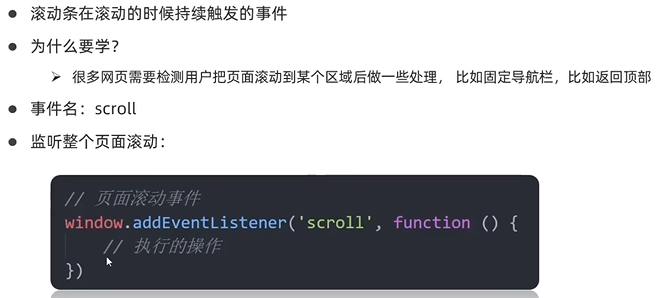 滚动条在滚动的时候持续触发的事件
为什么要学？
很多网页需要检测用户把页面滚动到某个区域后做一些处理， 比如固定导航栏，比如返回顶部
事件名：scroll
监听整个页面滚动：
// 页面滚动事件
window.addEventListener('scroll', function () {
// 执行的操作
})